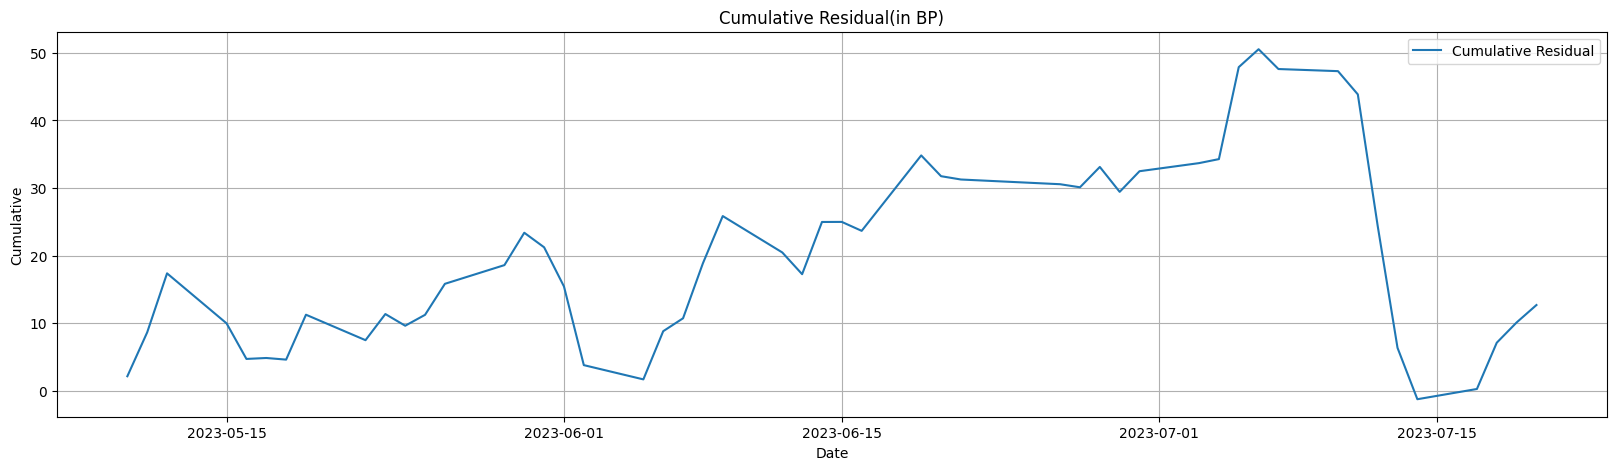 Cumulative Residual(in BP)
Cumulative Residual
50
40
30
20
10
0
Cumulative
2023-05-15
2023-06-01
2023-06-15
2023-07-01
2023-07-15
Date